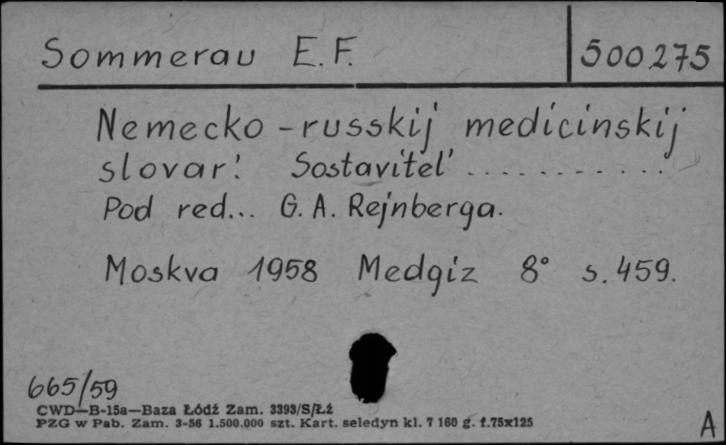 Sommerau E.F. 500275
Nemecko-russkij medicinskij
slovar'. Sostavitel' ............
Pod red... G.A. Rejnberga.
Moskva 1958 Medgiz 8° s. 459.
665/59
CWD—B-15a—Baza Łódź Zam. 3393/S/Łż
PZG w Pab. Zam. 3-56 1.500.000 szt. Kart. seledyn kl. 7 160 g. f.75x125
A